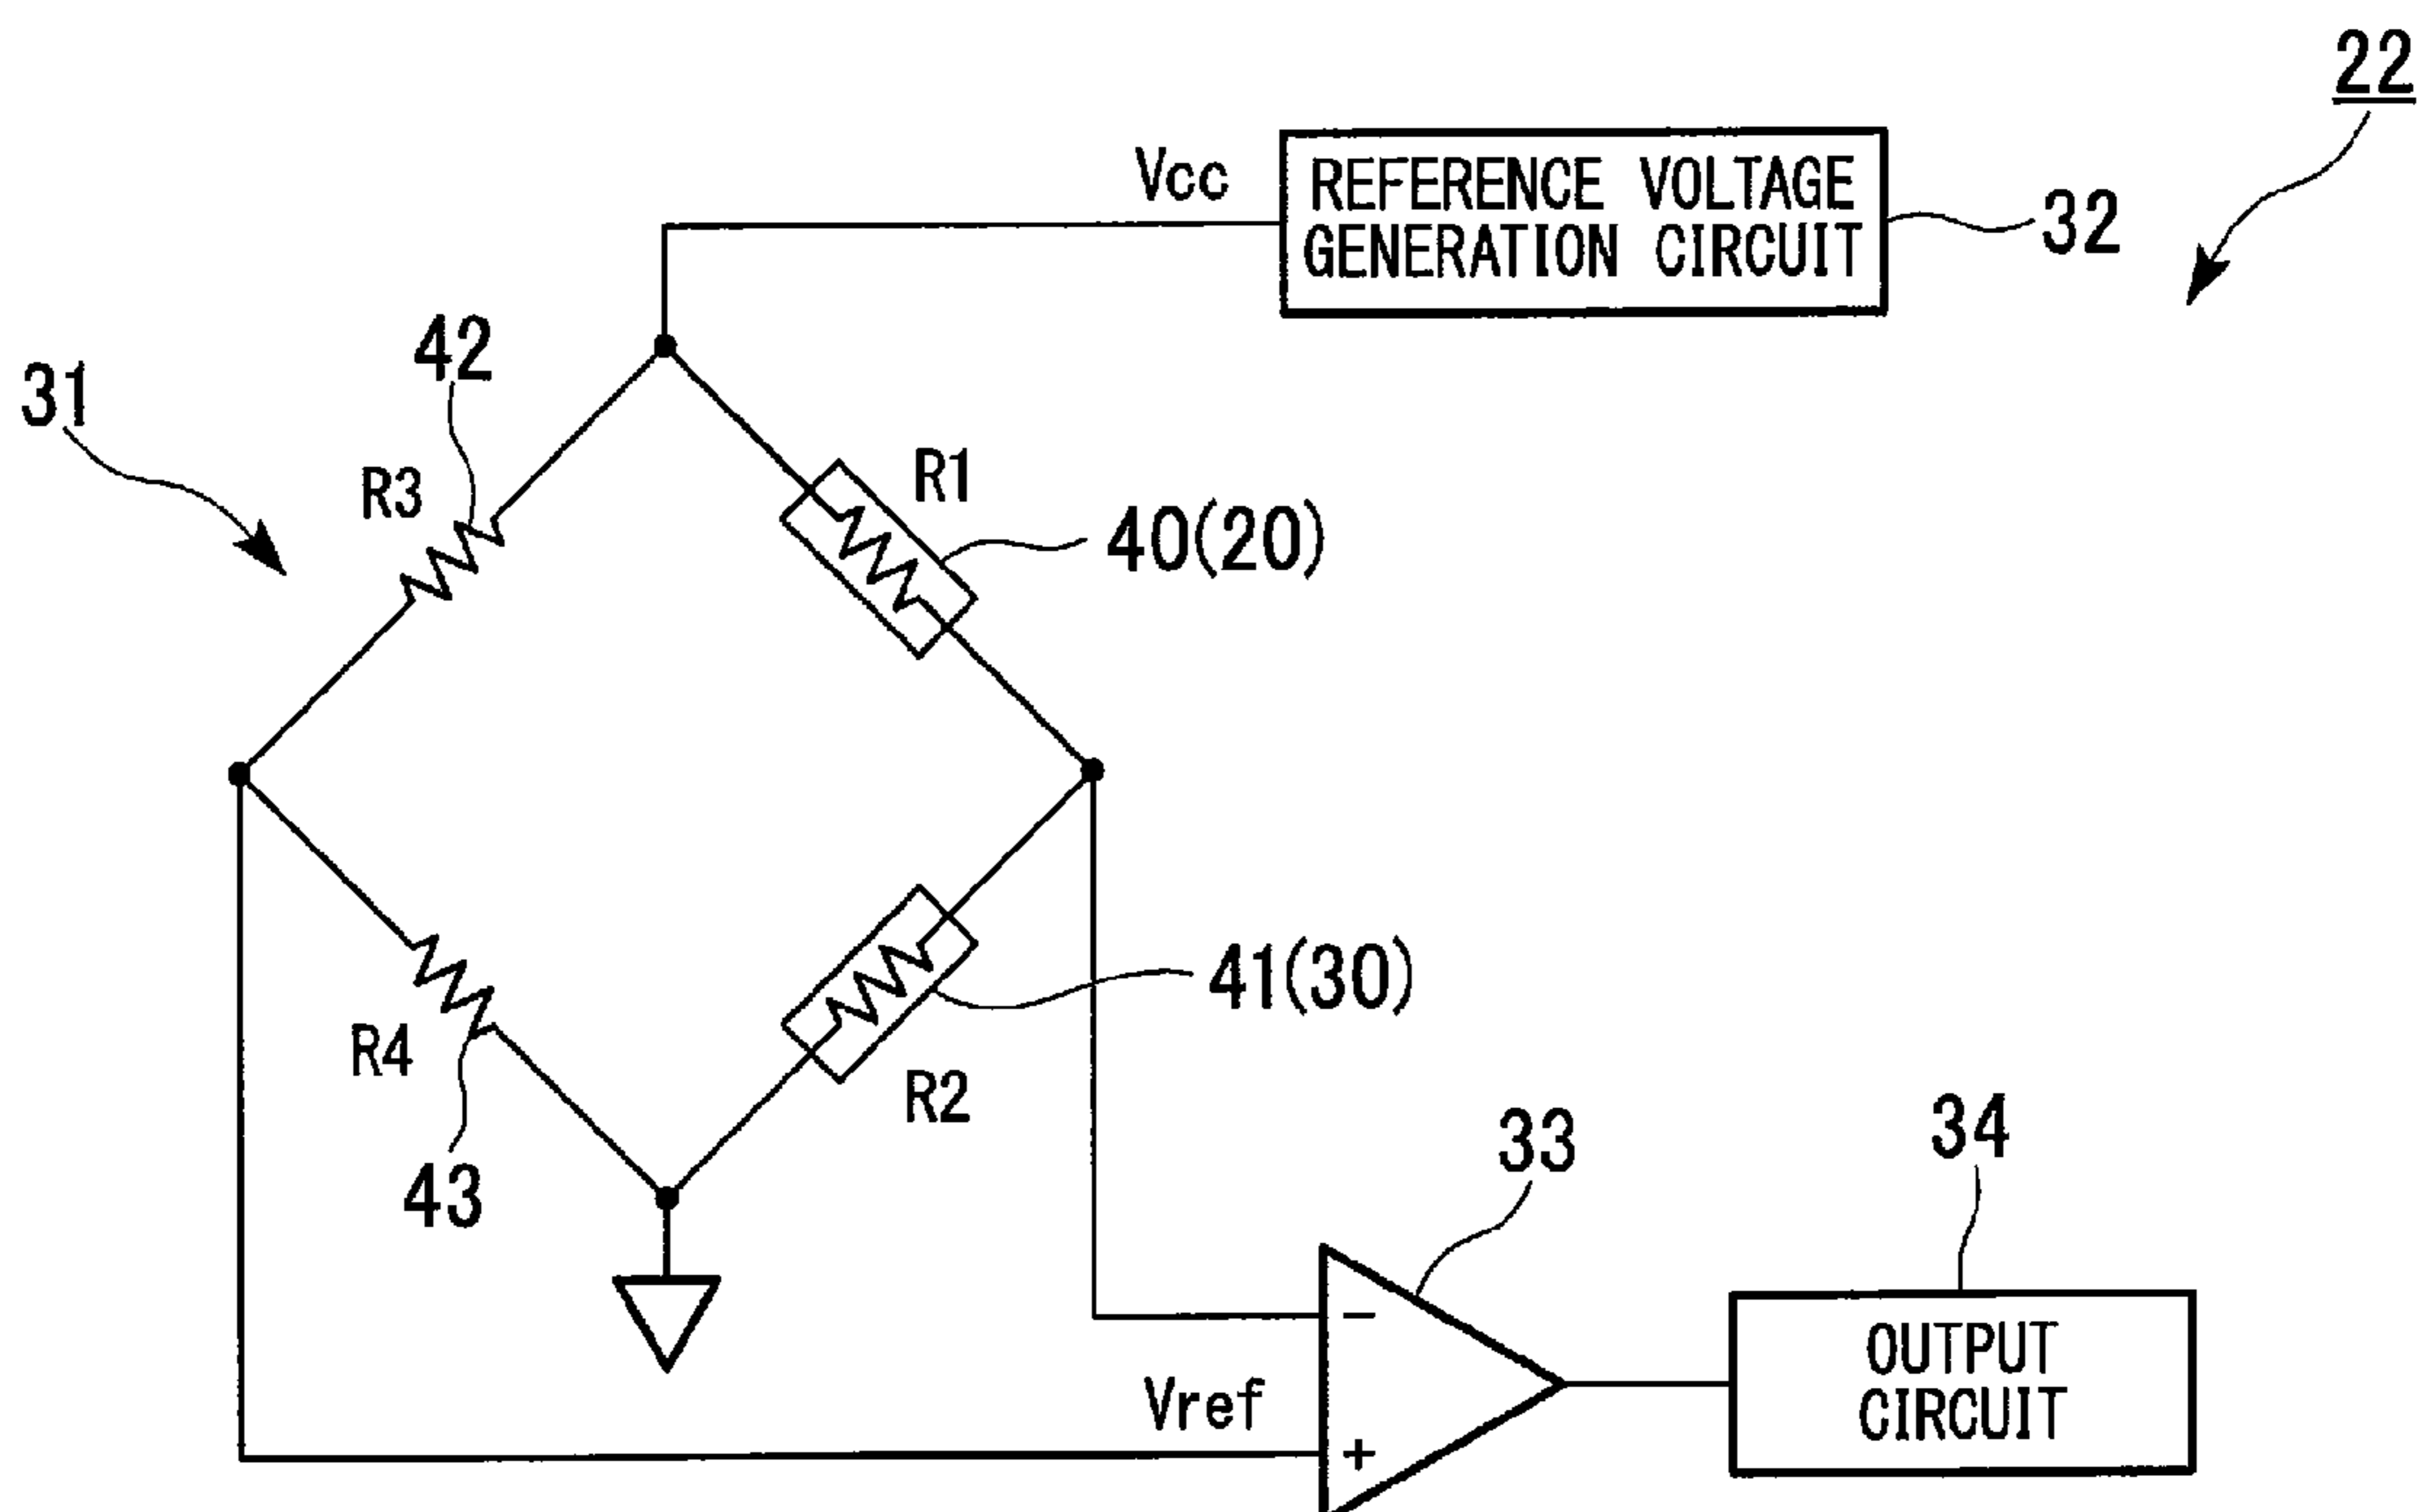 22
Vcc
REFERENCE VOLTAGE
GENERATION CIRCUIT
32
42
31
R3
R1
40(20)
41(30)
R4
R2
43
33
34
−
OUTPUT
CIRCUIT
Vref
+